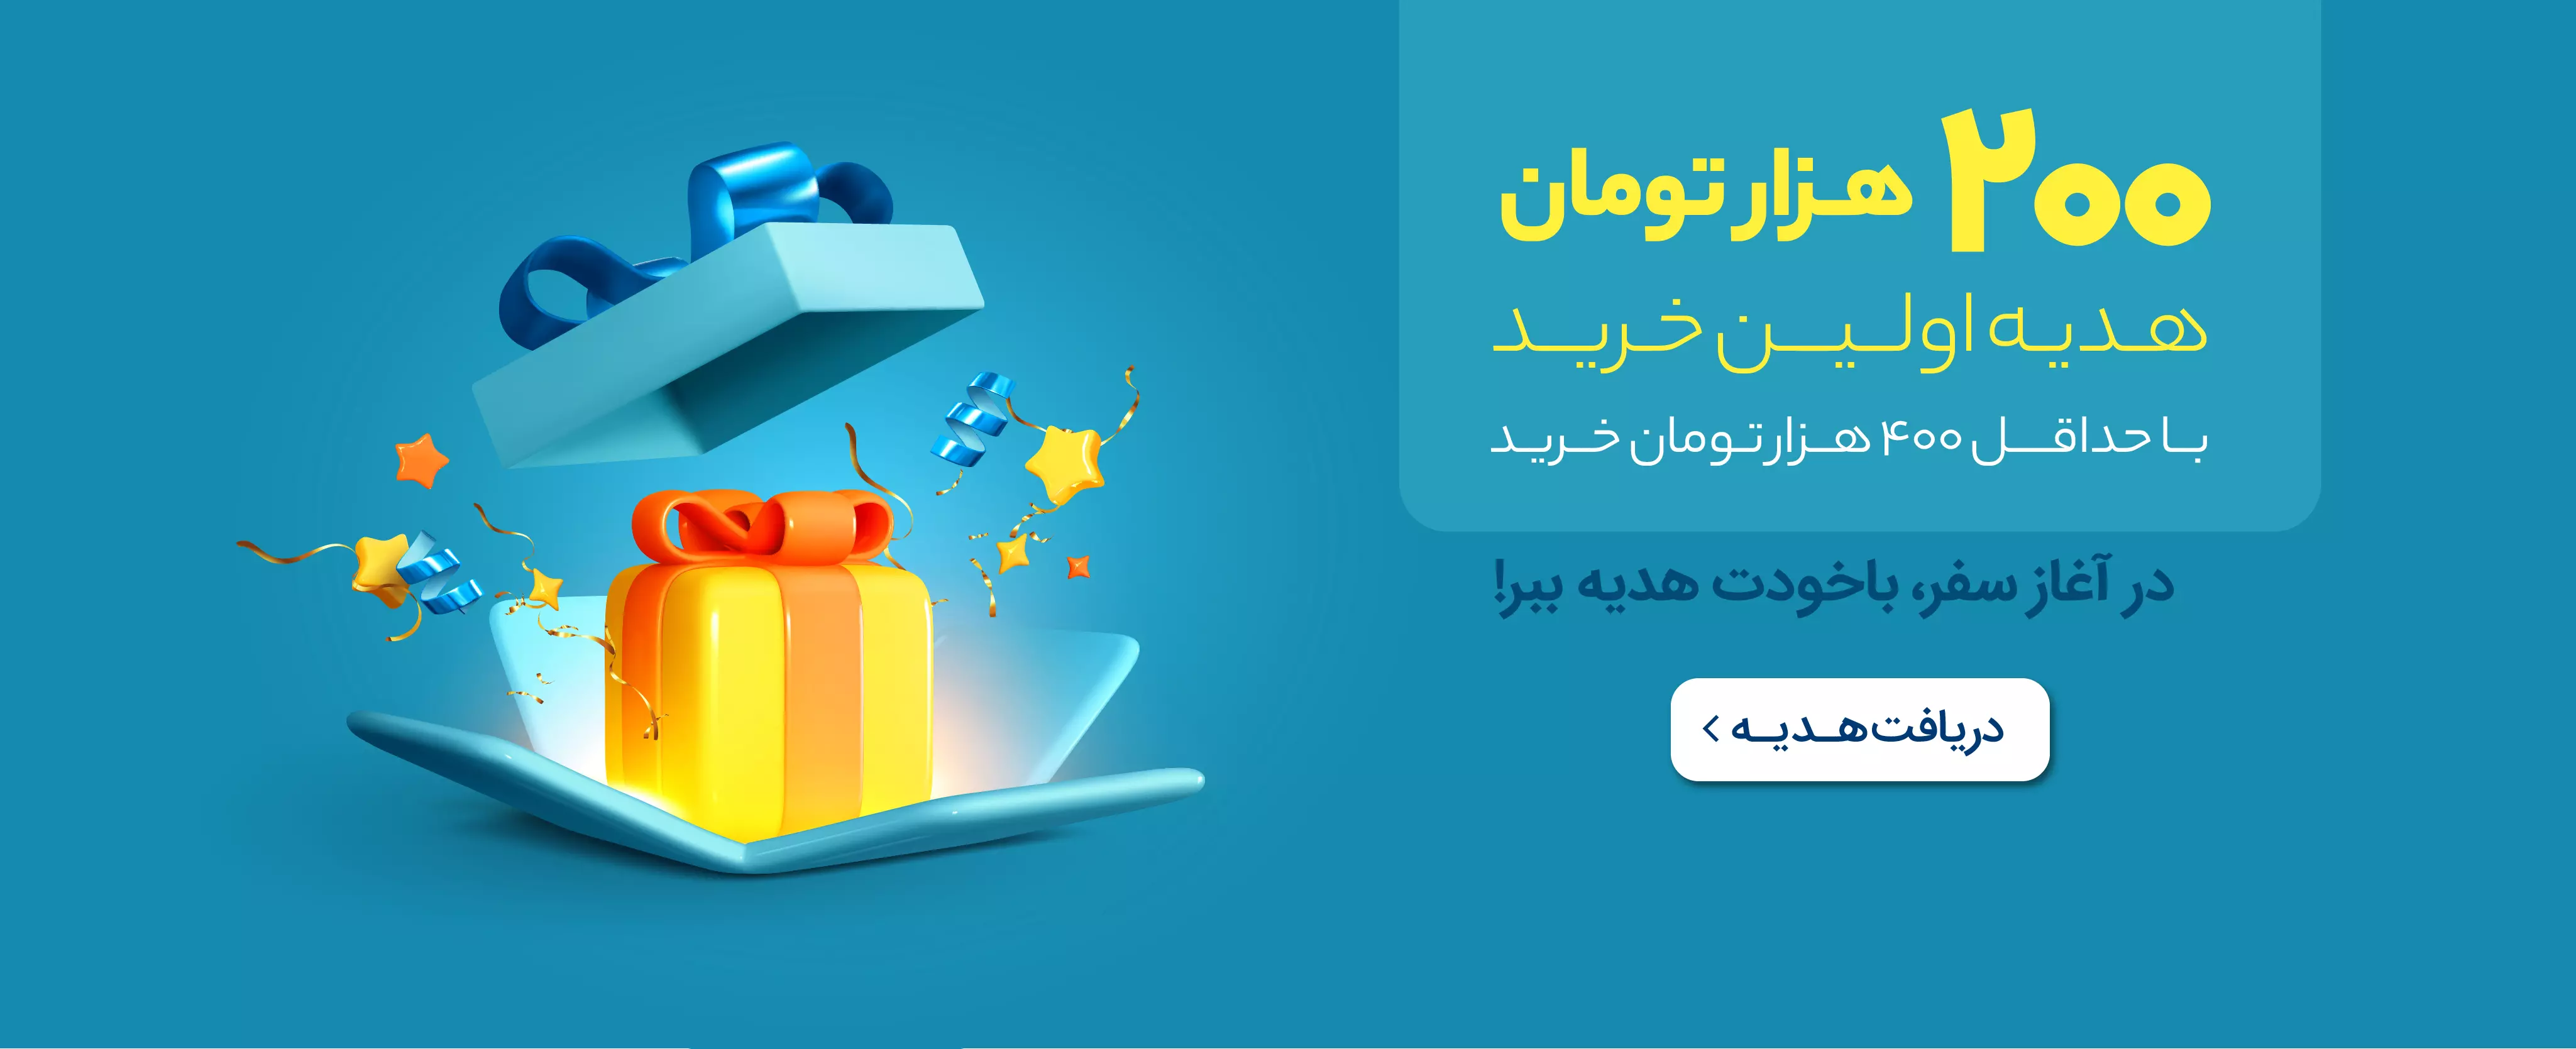 ۲۰۰ هزار تومان
هدیه اولین خرید
با حداقل ۴۰۰ هزار تومان خرید
در آغاز سفر، باخودت هدیه ببر!
دریافت هدیه >